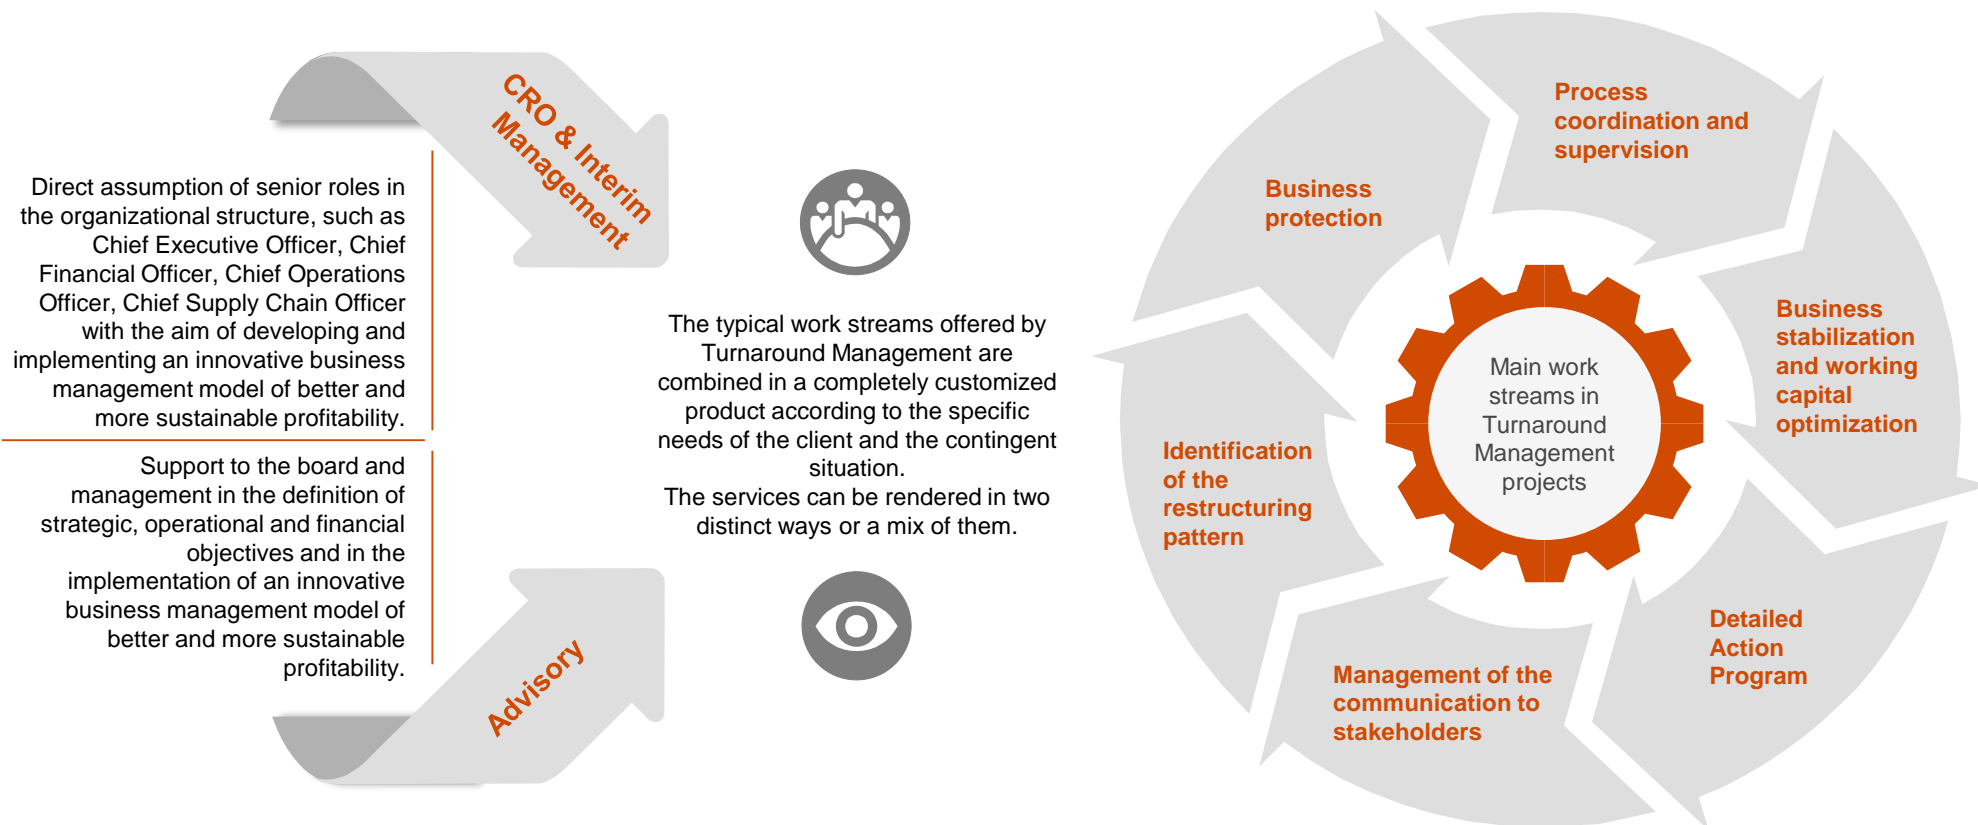 CRO & Interim
Management
Direct assumption of senior roles in
the organizational structure, such as
Chief Executive Officer, Chief
Financial Officer, Chief Operations
Officer, Chief Supply Chain Officer
with the aim of developing and
implementing an innovative business
management model of better and
more sustainable profitability.
Support to the board and
management in the definition of
strategic, operational and financial
objectives and in the
implementation of an innovative
business management model of
better and more sustainable
profitability.
Advisory
The typical work streams offered by
Turnaround Management are
combined in a completely customized
product according to the specific
needs of the client and the contingent
situation.
The services can be rendered in two
distinct ways or a mix of them.
Process
coordination and
supervision
Business
stabilization
and working
capital
optimization
Detailed
Action
Program
Management of the
communication to
stakeholders
Identification
of the
restructuring
pattern
Business
protection
Main work
streams in
Turnaround
Management
projects